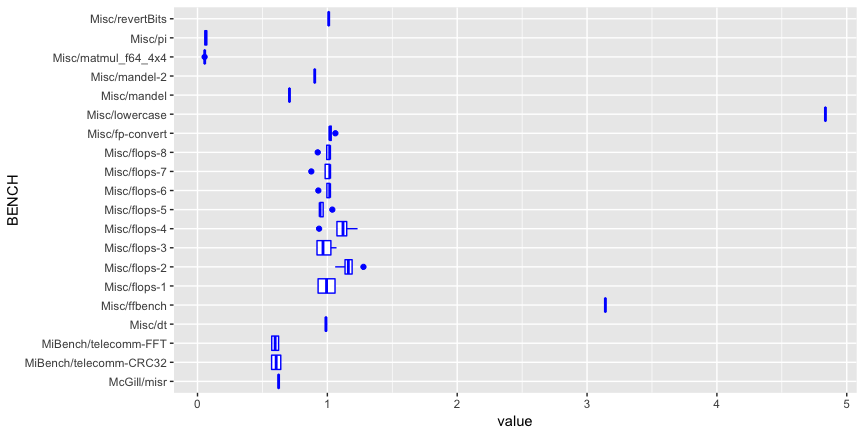 Misc/revertBits
Misc/pi
Misc/matmul_f64_4x4
Misc/mandel-2
Misc/mandel
Misc/lowercase
Misc/fp-convert
Misc/flops-8
Misc/flops-7
Misc/flops-6
Misc/flops-5
Misc/flops-4
Misc/flops-3
Misc/flops-2
Misc/flops-1
Misc/ffbench
Misc/dt
MiBench/telecomm-FFT
MiBench/telecomm-CRC32
McGill/misr
BENCH
0 1 2 3 4 5
value